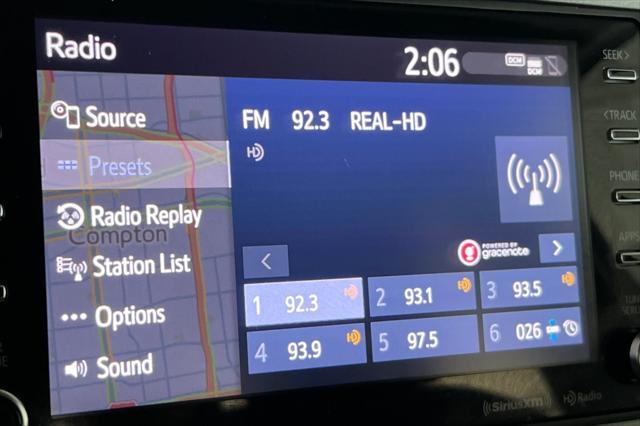 Radio
2:06
DCM
DCM
SEEK>
Source
FM 92.3 REAL-HD
<TRACK
Presets
HD
Radio Replay
PHONE
Compton
Station List
POWERED BY
gracenote
APPS
1 92.3
2 93.1
3 93.5
Options
4 93.9
5 97.5
6 026
Sound
SiriusXM
HD Radio